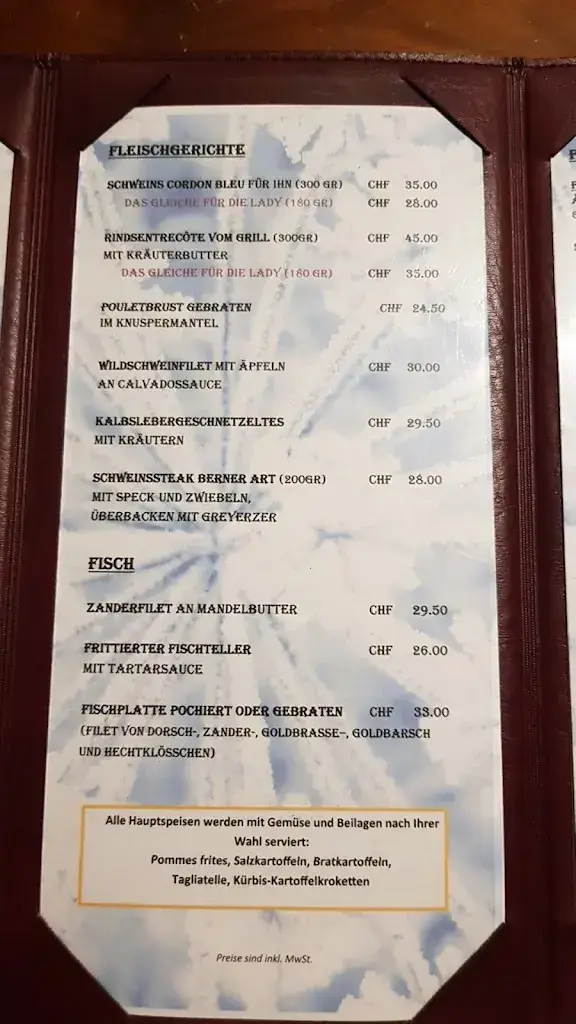 FLEISCHGERICHTE
SCHWEINS CORDON BLEU FÜR IHN (300 GR) CHF 35.00
DAS GLEICHE FÜR DIE LADY (180 GR) CHF 28.00
RINDSENTRECÔTE VOM GRILL (300GR) CHF 45.00
MIT KRÄUTERBUTTER
DAS GLEICHE FÜR DIE LADY (180 GR) CHF 35.00
POULETBRUST GEBRATEN CHF 24.50
IM KNUSPERMANTEL
WILDSCHWEINFILET MIT ÄPFELN CHF 30.00
AN CALVADOSSAUCE
KALBSLEBERGESCHNETZELTES CHF 29.50
MIT KRÄUTERN
SCHWEINSSTEAK BERNER ART (200GR) CHF 28.00
MIT SPECK UND ZWIEBELN,
ÜBERBACKEN MIT GREYERZER
FISCH
ZANDERFILET AN MANDELBUTTER CHF 29.50
FRITTIERTER FISCHTELLER CHF 26.00
MIT TARTARSAUCE
FISCHPLATTE POCHIERT ODER GEBRATEN CHF 33.00
(FILET VON DORSCH-, ZANDER-, GOLDBRASSE–, GOLDBARSCH
UND HECHTKLÖSSCHEN)
Alle Hauptspeisen werden mit Gemüse und Beilagen nach Ihrer
Wahl serviert:
Pommes frites, Salzkartoffeln, Bratkartoffeln,
Tagliatelle, Kürbis-Kartoffelkroketten
Preise sind inkl. MwSt.